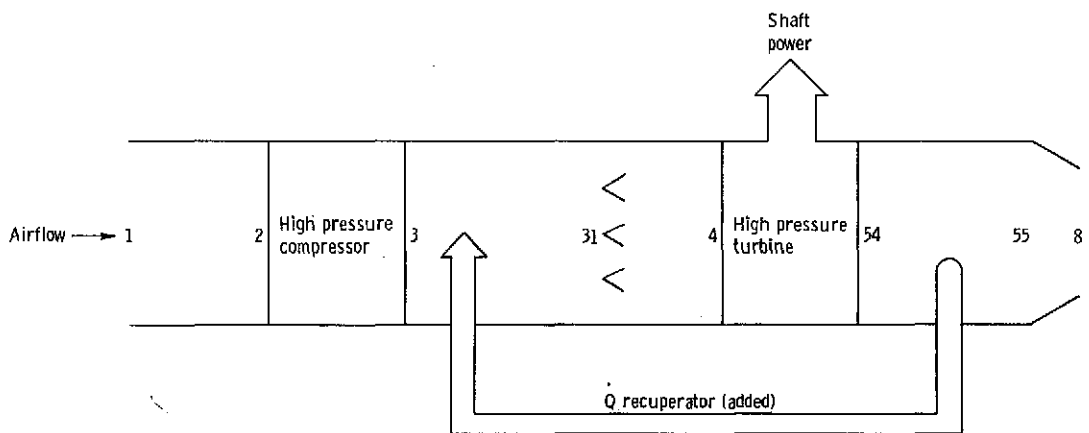 Shaft
power
Airflow
1
2
High pressure
compressor
3
31
4
High pressure
turbine
54
55
8
Q̇ recuperator (added)